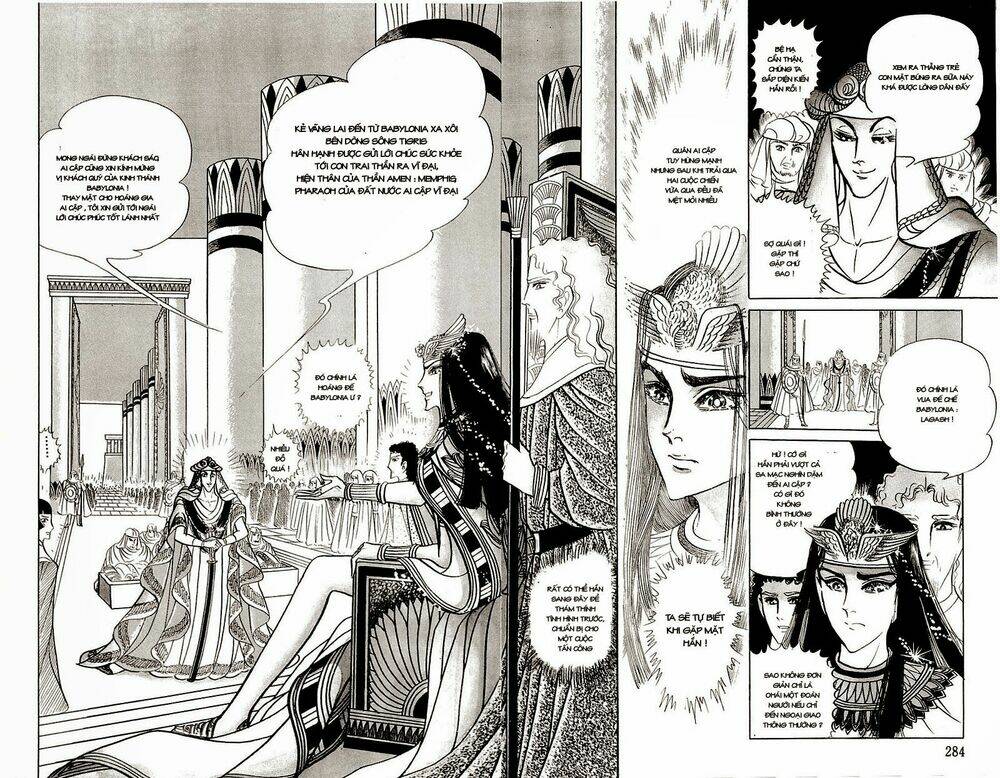 XEM RA THẰNG TRẺ
CON MẶT BÚNG RA SỮA NÀY
KHÁ ĐƯỢC LÒNG DÂN ĐẤY
BỆ HẠ
CẨN THẬN,
CHÚNG TA
SẮP DIỆN KIẾN
HẮN RỒI !
SỢ QUÁI GÌ !
GẶP THÌ
GẶP CHỨ
SAO !
ĐÓ CHÍNH LÀ
VUA ĐẾ CHẾ
BABYLONIA :
LAGASH !
HỪ ! CÓ GÌ
HẮN PHẢI VƯỢT CẢ
SA MẠC NGHÌN DẶM
ĐẾN AI CẬP ?
CÓ GÌ ĐÓ
KHÔNG
BÌNH THƯỜNG
Ở ĐÂY !
SAO KHÔNG ĐƠN
GIẢN CHỈ LÀ
PHÁI MỘT ĐOÀN
NGƯỜI NẾU CHỈ
ĐẾN NGOẠI GIAO
THÔNG THƯỜNG ?
QUÂN AI CẬP
TUY HÙNG MẠNH
NHƯNG SAU KHI TRẢI QUA
HAI CUỘC CHIẾN
VỪA QUA ĐỀU ĐÃ
MỆT MỎI NHIỀU
TA SẼ TỰ BIẾT
KHI GẶP MẶT
HẮN !
RẤT CÓ THỂ HẮN
SANG ĐÂY ĐỂ
THÁM THÍNH
TÌNH HÌNH TRƯỚC,
CHUẨN BỊ CHO
MỘT CUỘC
TẤN CÔNG
KẺ VÃNG LAI ĐẾN TỪ BABYLONIA XA XÔI
BÊN DÒNG SÔNG TIGRIS
HÂN HẠNH ĐƯỢC GỬI LỜI CHÚC SỨC KHỎE
TỚI CON TRAI THẦN RA VĨ ĐẠI,
HIỆN THÂN CỦA THẦN AMEN : MEMPHIS,
PHARAOH CỦA ĐẤT NƯỚC AI CẬP VĨ ĐẠI
MONG NGÀI ĐỪNG KHÁCH SÁO,
AI CẬP CŨNG XIN KÍNH MỪNG
VỊ KHÁCH QUÝ CỦA KINH THÀNH
BABYLONIA !
THAY MẶT CHO HOÀNG GIA
AI CẬP , TÔI XIN GỬI TỚI NGÀI
LỜI CHÚC PHÚC TỐT LÀNH NHẤT
ĐÓ CHÍNH LÀ
HOÀNG ĐẾ
BABYLONIA Ư ?
NHIỀU
ĐỒ
QUÁ !
........
284